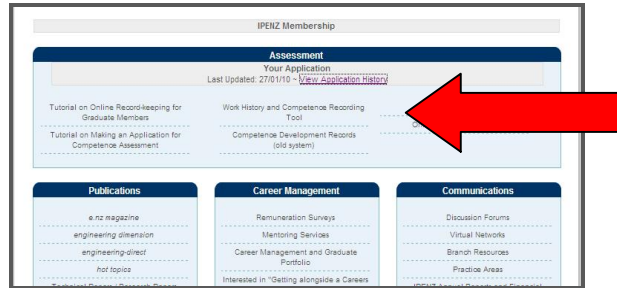 IPENZ Membership
Assessment
Your Application
Last Updated: 27/01/10 ~ View Application History
Tutorial on Online Record-keeping for
Graduate Members
Work History and Competence Recording
Tool
Tutorial on Making an Application for
Competence Assessment
Competence Development Records
(old system)
Publications
e.nz magazine
engineering dimension
engineering-direct
hot topics
Career Management
Remuneration Surveys
Mentoring Services
Career Management and Graduate
Portfolio
Interested in "Getting alongside a Careers
Communications
Discussion Forums
Virtual Networks
Branch Resources
Practice Areas